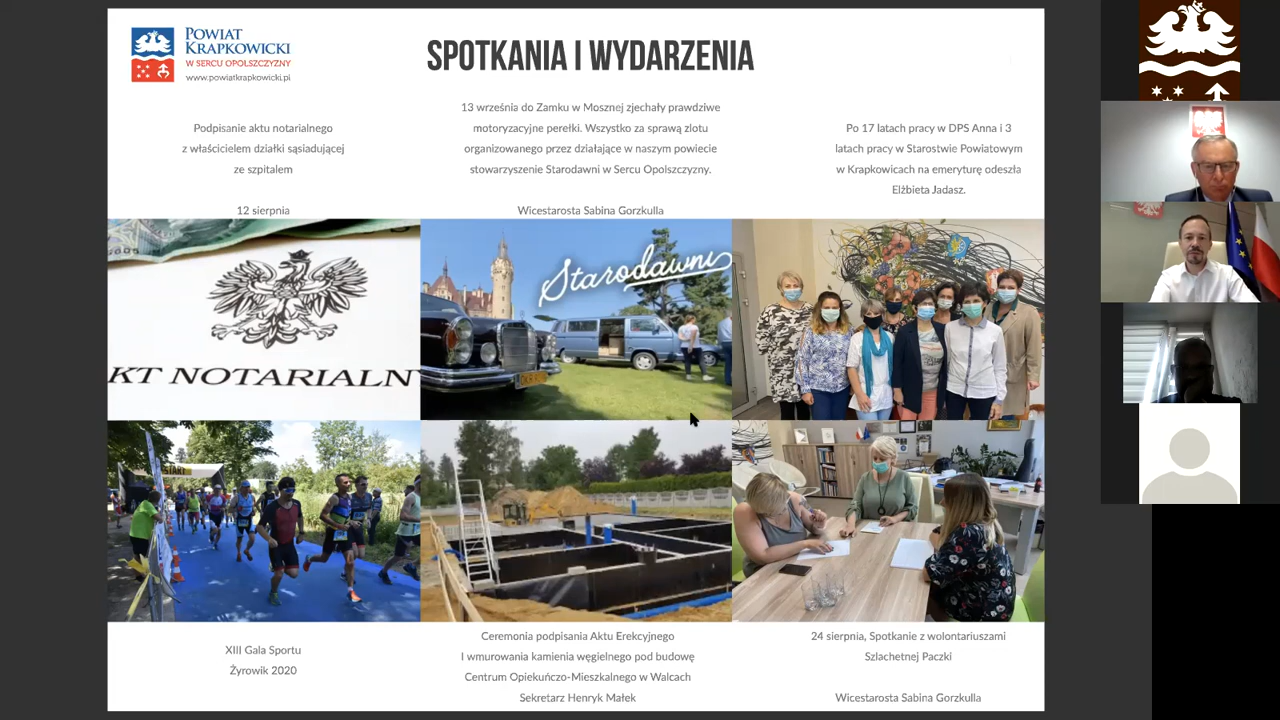 POWIAT
KRAPKOWICKI
W SERCU OPOLSZCZYZNY
www.powiatkrapkowicki.pl
SPOTKANIA I WYDARZENIA
Podpisanie aktu notarialnego
z właścicielem działki sąsiadującej
ze szpitalem
12 sierpnia
13 września do Zamku w Mosznej zjechały prawdziwe
motoryzacyjne perełki. Wszystko za sprawą zlotu
organizowanego przez działające w naszym powiecie
stowarzyszenie Starodawni w Sercu Opolszczyzny.
Wicestarosta Sabina Gorzkulla
Po 17 latach pracy w DPS Anna i 3
latach pracy w Starostwie Powiatowym
w Krapkowicach na emeryturę odeszła
Elżbieta Jadasz.
KT NOTARIALN
Starodawni
START
XIII Gala Sportu
Żyrowik 2020
Ceremonia podpisania Aktu Erekcyjnego
I wmurowania kamienia węgielnego pod budowę
Centrum Opiekuńczo-Mieszkalnego w Walcach
Sekretarz Henryk Małek
24 sierpnia, Spotkanie z wolontariuszami
Szlachetnej Paczki
Wicestarosta Sabina Gorzkulla